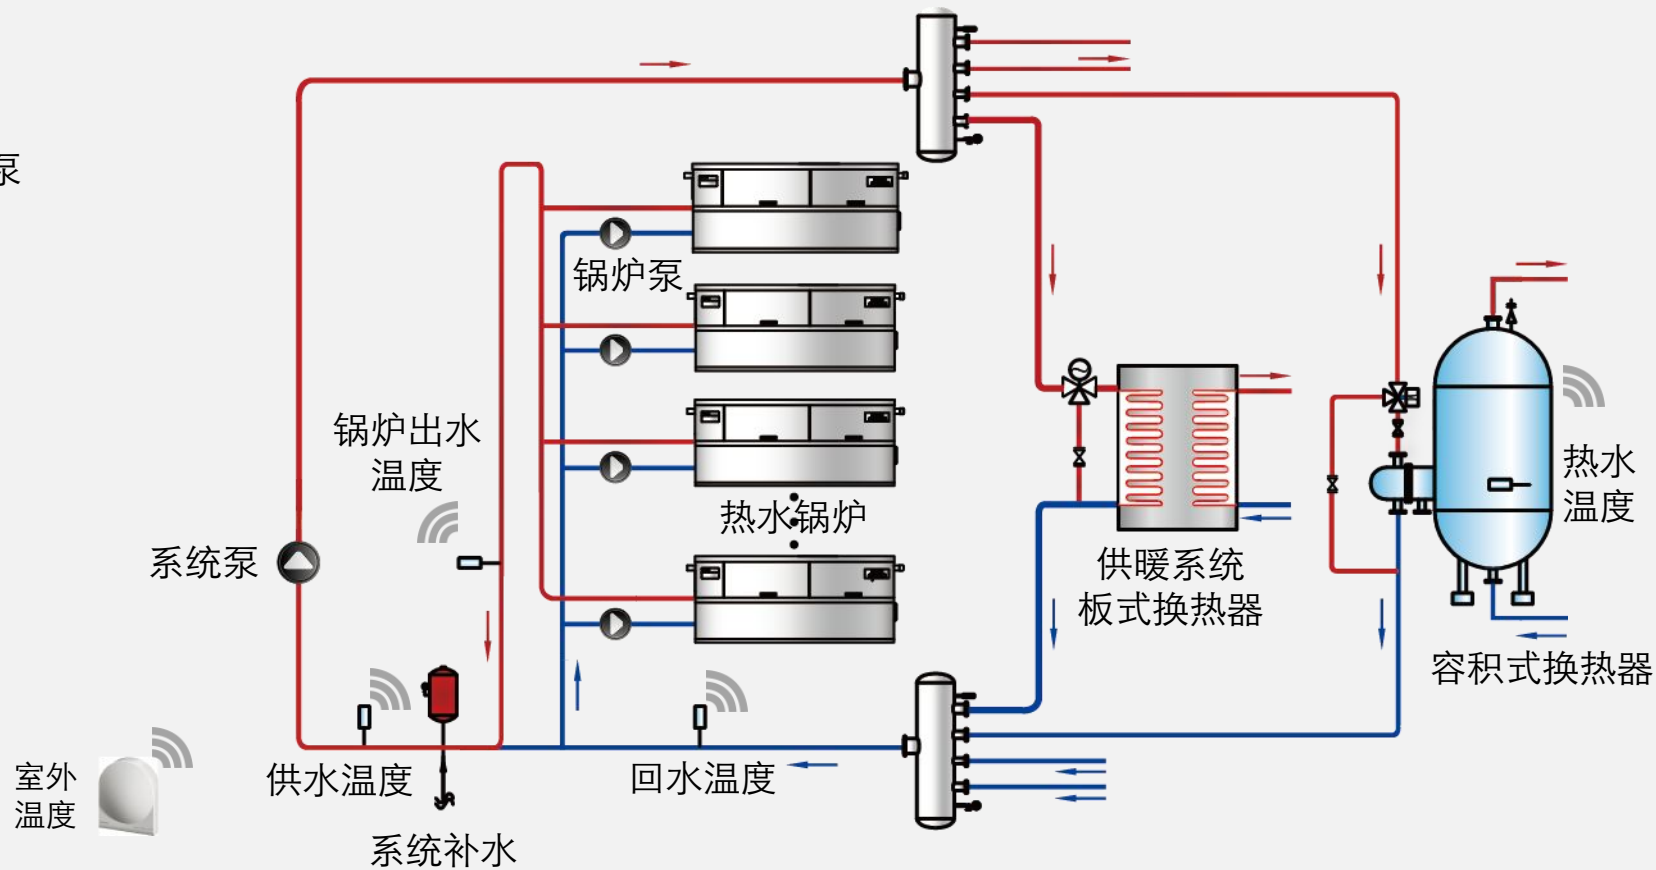 泵
锅炉泵
锅炉出水
温度
热水锅炉
系统泵
热水
温度
供暖系统
板式换热器
容积式换热器
室外
温度
供水温度
回水温度
系统补水